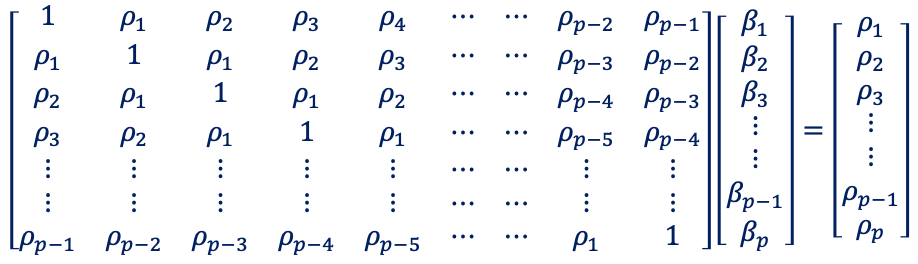 1 ρ₁ ρ₂ ρ₃ ρ₄ ⋯ ⋯ ρₚ₋₂ ρₚ₋₁ β₁ ρ₁
ρ₁ 1 ρ₁ ρ₂ ρ₃ ⋯ ⋯ ρₚ₋₃ ρₚ₋₂ β₂ ρ₂
ρ₂ ρ₁ 1 ρ₁ ρ₂ ⋯ ⋯ ρₚ₋₄ ρₚ₋₃ β₃ ρ₃
ρ₃ ρ₂ ρ₁ 1 ρ₁ ⋯ ⋯ ρₚ₋₅ ρₚ₋₄ ⋮ = ⋮
⋮ ⋮ ⋮ ⋮ ⋮ ⋯ ⋯ ⋮ ⋮ ⋮ ⋮
⋮ ⋮ ⋮ ⋮ ⋮ ⋯ ⋯ ⋮ ⋮ βₚ₋₁ ρₚ₋₁
ρₚ₋₁ ρₚ₋₂ ρₚ₋₃ ρₚ₋₄ ρₚ₋₅ ⋯ ⋯ ρ₁ 1 βₚ ρₚ